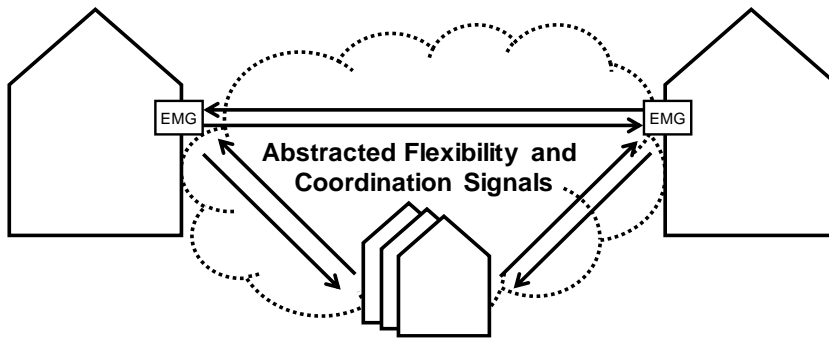 EMG
EMG
Abstracted Flexibility and
Coordination Signals